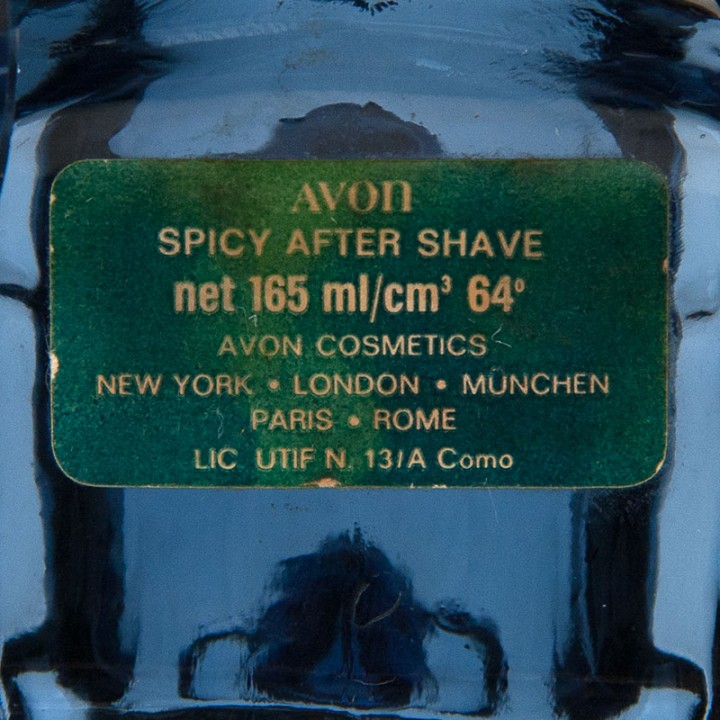 AVON
SPICY AFTER SHAVE
net 165 ml/cm³ 64º
AVON COSMETICS
NEW YORK • LONDON • MÜNCHEN
PARIS • ROME
LIC UTIF N. 13/A Como